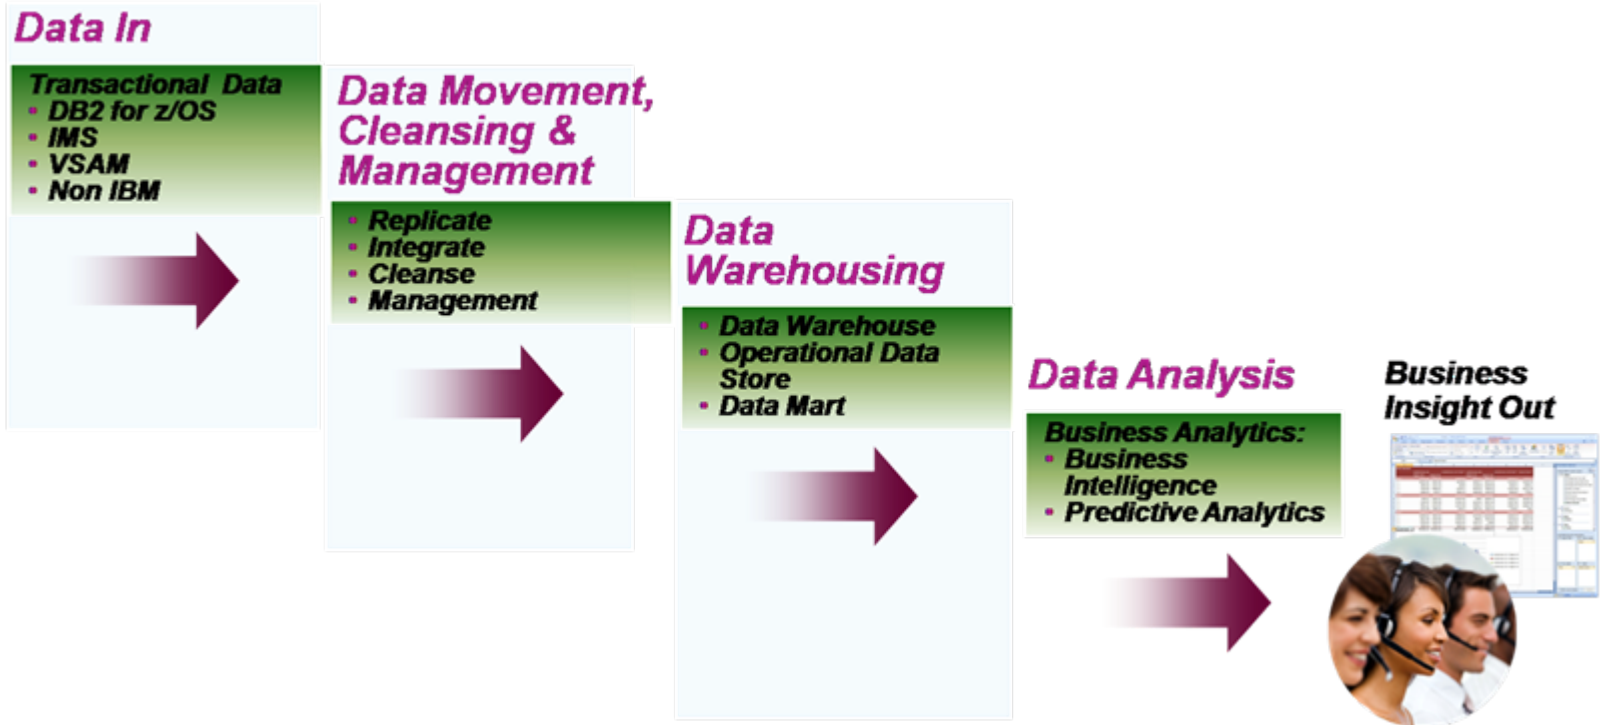 Data In
Transactional Data
• DB2 for z/OS
• IMS
• VSAM
• Non IBM
Data Movement,
Cleansing &
Management
• Replicate
• Integrate
• Cleanse
• Management
Data
Warehousing
• Data Warehouse
• Operational Data
Store
• Data Mart
Data Analysis
Business Analytics:
• Business
Intelligence
• Predictive Analytics
Business
Insight Out